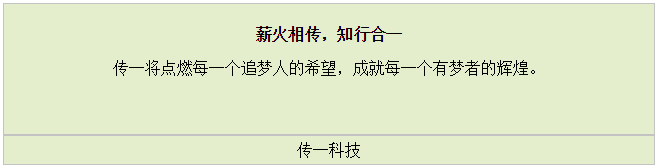 薪火相传，知行合一
传一将点燃每一个追梦人的希望，成就每一个有梦者的辉煌。
传一科技